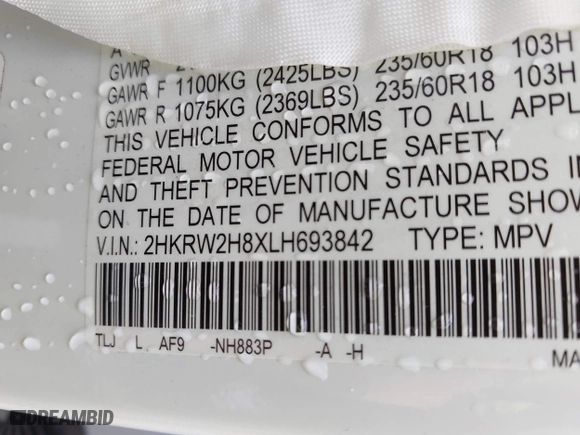 GVWR
GAWR F 1100KG (2425LBS) 235/60R18 103H
GAWR R 1075KG (2369LBS) 235/60R18 103H
THIS VEHICLE CONFORMS TO ALL APPL
FEDERAL MOTOR VEHICLE SAFETY
AND THEFT PREVENTION STANDARDS IN
ON THE DATE OF MANUFACTURE SHOW
V.I.N.: 2HKRW2H8XLH693842 TYPE: MPV
TLJ L AF9 -NH883P -A -H
MA
DREAMBID